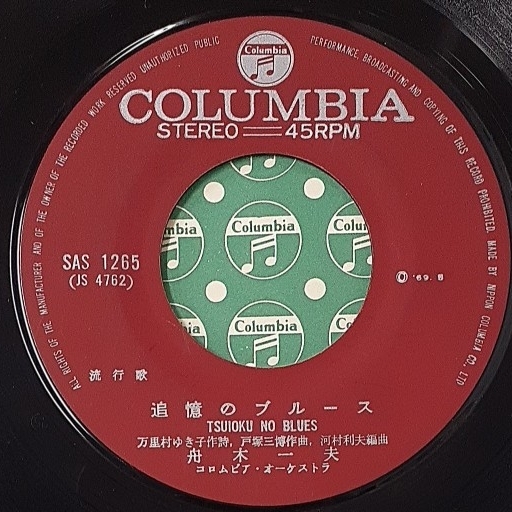 ALL RIGHTS OF THE MANUFACTURER AND OF THE OWNER OF THE RECORDED WORK RESERVED UNAUTHORIZED PUBLIC PERFORMANCE, BROADCASTING AND COPYING OF THIS RECORD PROHIBITED. MADE BY NIPPON COLUMBIA CO., LTD
Columbia
COLUMBIA
STEREO 45RPM
Columbia
Columbia
Columbia
SAS 1265
(JS 4762)
Ⓟ '69. 5
流行歌
追憶のブルース
TSUIOKU NO BLUES
万里村ゆき子作詩, 戸塚三博作曲, 河村利夫編曲
舟木一夫
コロムビア・オーケストラ